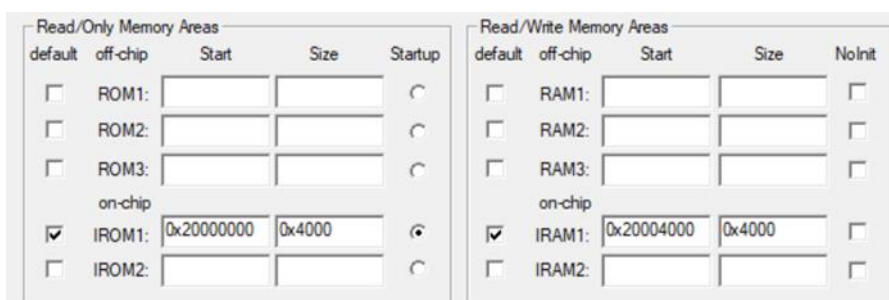 Read/Only Memory Areas
default off-chip Start Size Startup
ROM1:
ROM2:
ROM3:
on-chip
IROM1: 0x20000000 0x4000
IROM2:
Read/Write Memory Areas
default off-chip Start Size NoInit
RAM1:
RAM2:
RAM3:
on-chip
IRAM1: 0x20004000 0x4000
IRAM2: